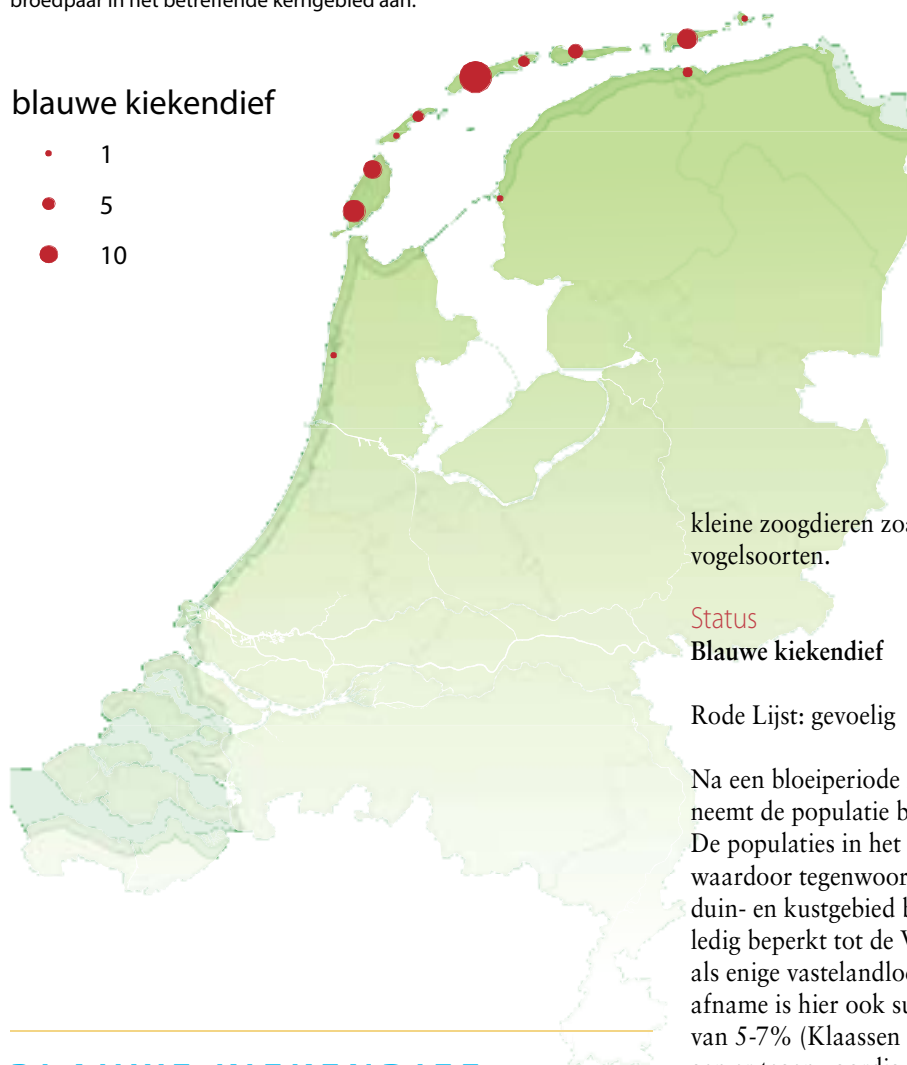 broedpaar in het betreffende kerngebied aan.
blauwe kiekendief
1
5
10
kleine zoogdieren
vogelsoorten.
Status
Blauwe kiekendief
Rode Lijst: gevoelig
Na een bloeiperiode
neemt de populatie b
De populaties in het
waardoor tegenwoor
duin- en kustgebied b
ledig beperkt tot de
als enige vastelandlo
afname is hier ook su
van 5-7% (Klaassen